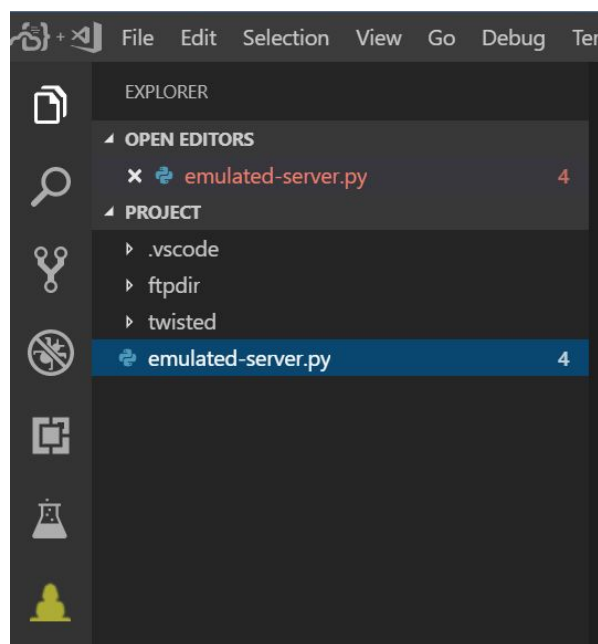 File Edit Selection View Go Debug Ter
EXPLORER
OPEN EDITORS
emulated-server.py 4
PROJECT
.vscode
ftpdir
twisted
emulated-server.py 4